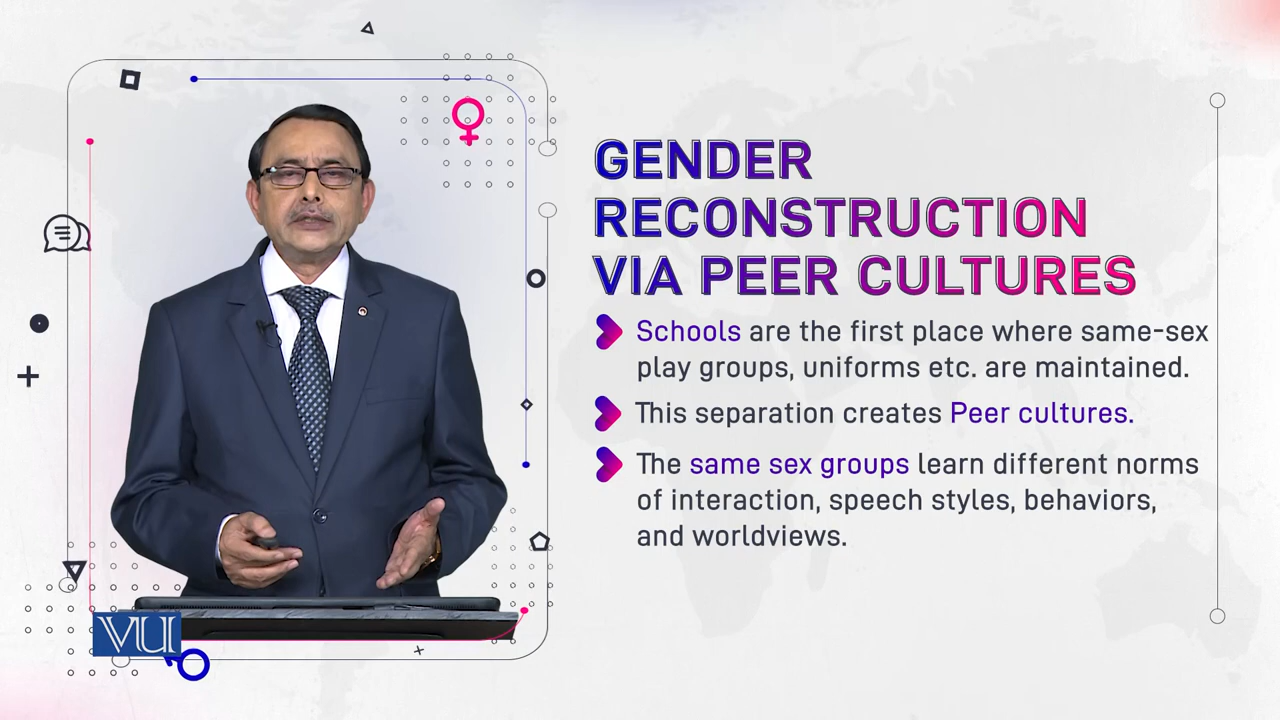 GENDER
RECONSTRUCTION
VIA PEER CULTURES
Schools are the first place where same-sex
play groups, uniforms etc. are maintained.
This separation creates Peer cultures.
The same sex groups learn different norms
of interaction, speech styles, behaviors,
and worldviews.
VU